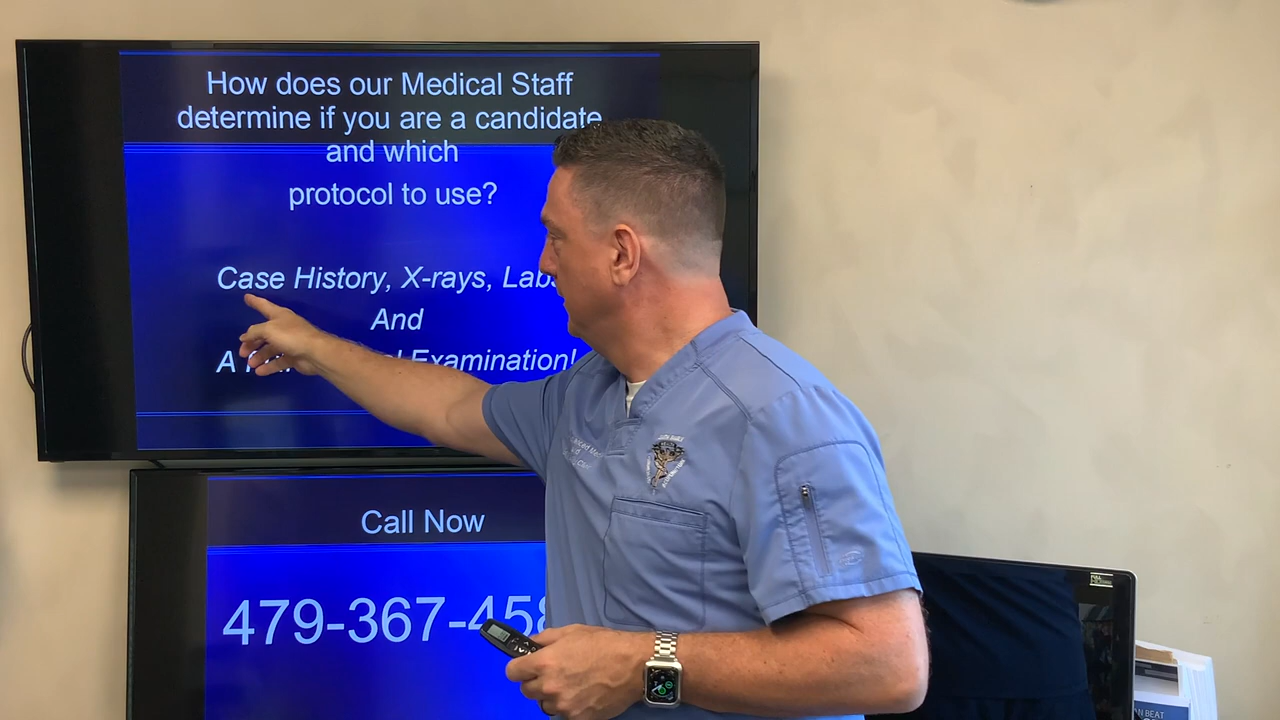 How does our Medical Staff
determine if you are a candidate
and which
protocol to use?
Case History, X-rays, Labs
And
A Examination!
Call Now
479-367-458